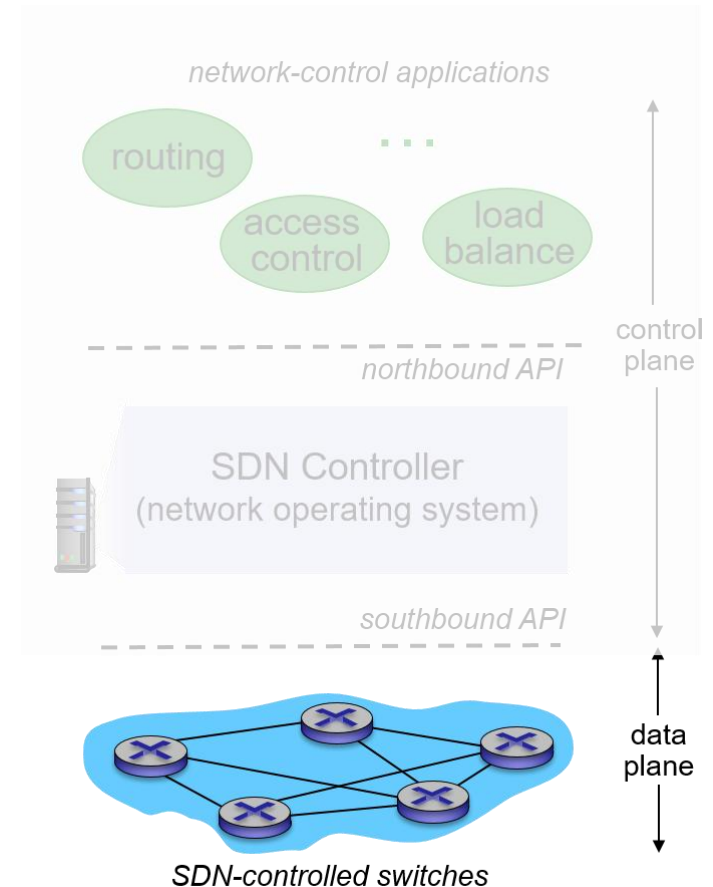 network-control applications
routing
...
access
control
load
balance
control
plane
northbound API
SDN Controller
(network operating system)
southbound API
data
plane
SDN-controlled switches